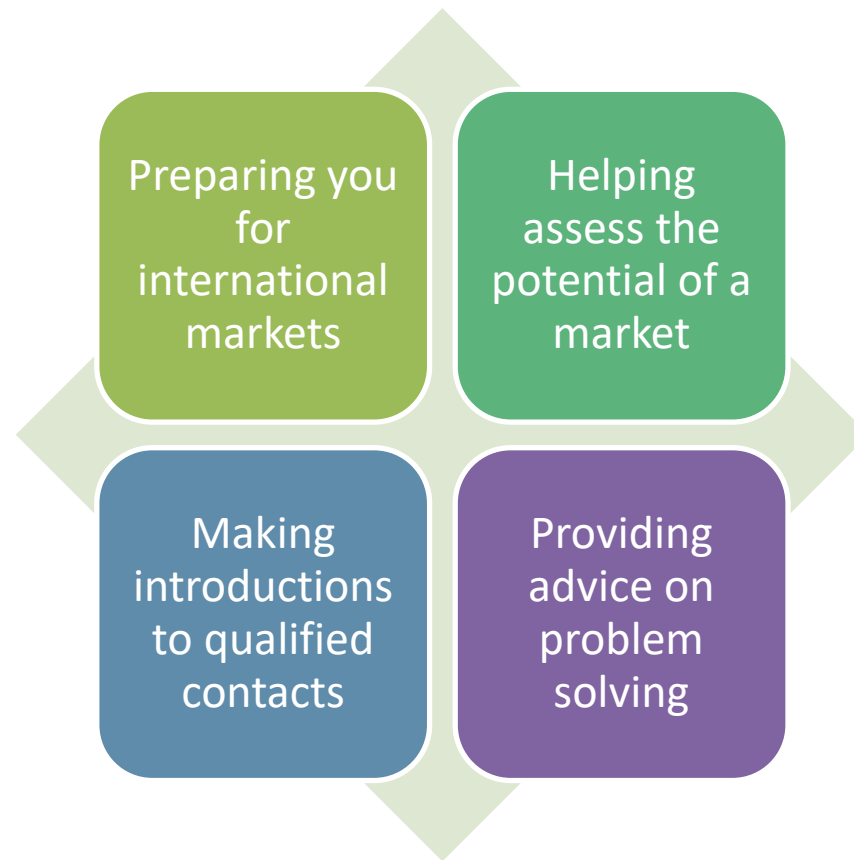 Preparing you
for
international
markets
Helping
assess the
potential of a
market
Making
introductions
to qualified
contacts
Providing
advice on
problem
solving